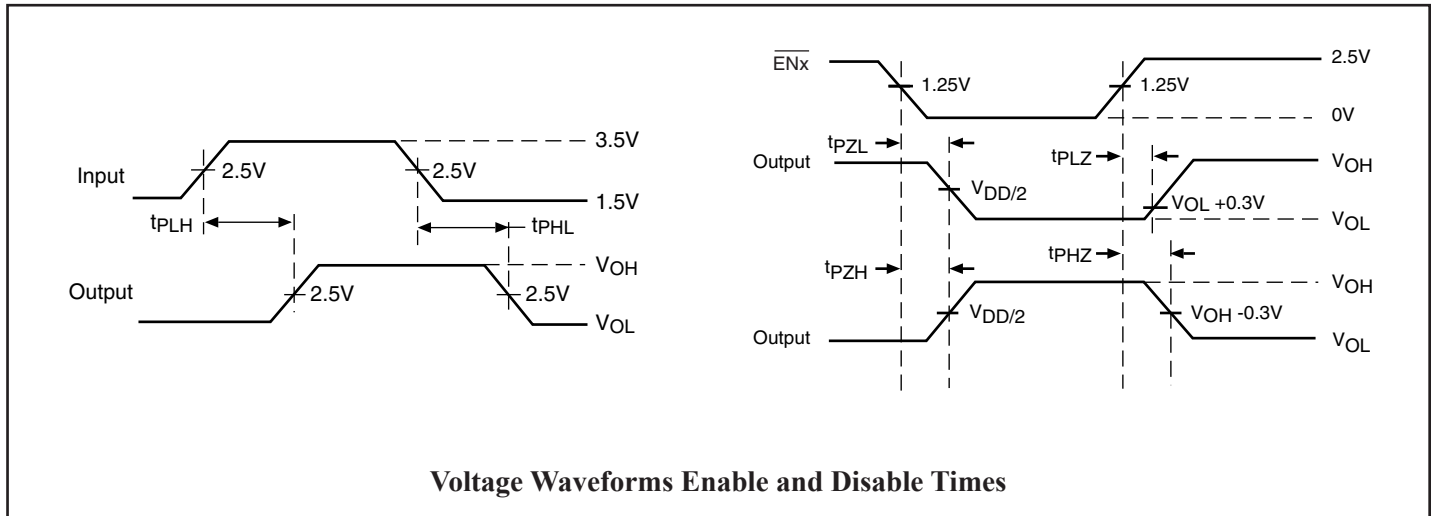 Input
2.5V
2.5V
3.5V
1.5V
tPLH
tPHL
Output
2.5V
2.5V
VOH
VOL
ENx
1.25V
1.25V
2.5V
0V
Output
tPZL
VDD/2
tPLZ
VOL +0.3V
VOH
VOL
tPZH
tPHZ
Output
VDD/2
VOH -0.3V
VOH
VOL
Voltage Waveforms Enable and Disable Times